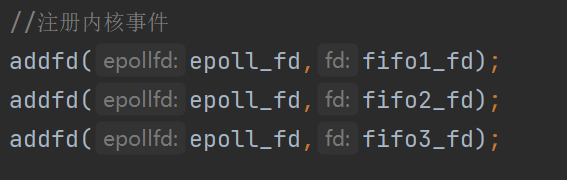 //注册内核事件
addfd( epollfd: epoll_fd, fd: fifo1_fd);
addfd( epollfd: epoll_fd, fd: fifo2_fd);
addfd( epollfd: epoll_fd, fd: fifo3_fd);